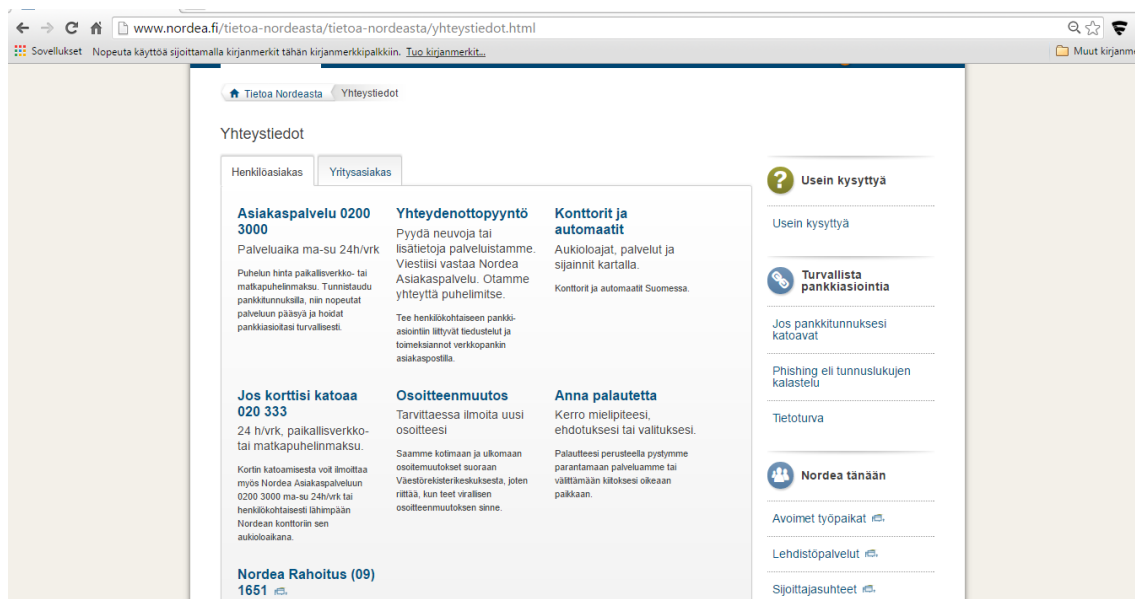 www.nordea.fi/tietoa-nordeasta/tietoa-nordeasta/yhteystiedot.html
Sovellukset Nopeuta käyttöä sijoittamalla kirjanmerkit tähän kirjanmerkkipalkkiin. Tuo kirjanmerkit...
Muut kirjanme
Tietoa Nordeasta Yhteystiedot
Yhteystiedot
Henkilöasiakas Yritysasiakas
Asiakaspalvelu 0200
3000
Palveluaika ma-su 24h/vrk
Puhelun hinta paikallisverkko- tai
matkapuhelinmaksu. Tunnistaudu
pankkitunnuksilla, niin nopeutat
palveluun pääsyä ja hoidat
pankkiasioitasi turvallisesti.
Yhteydenottopyyntö
Pyydä neuvoja tai
lisätietoja palveluistamme.
Viestiisi vastaa Nordea
Asiakaspalvelu. Otamme
yhteyttä puhelimitse.
Tee henkilökohtaiseen pankki-
asiointiin liittyvät tiedustelut ja
toimeksiannot verkkopankin
asiakaspostilla.
Konttorit ja
automaatit
Aukioloajat, palvelut ja
sijainnit kartalla.
Konttorit ja automaatit Suomessa.
Jos korttisi katoaa
020 333
24 h/vrk, paikallisverkko-
tai matkapuhelinmaksu.
Kortin katoamisesta voit ilmoittaa
myös Nordea Asiakaspalveluun
0200 3000 ma-su 24h/vrk tai
henkilökohtaisesti lähimpään
Nordean konttoriin sen
aukioloaikana.
Osoitteenmuutos
Tarvittaessa ilmoita uusi
osoitteesi
Saamme kotimaan ja ulkomaan
osoitemuutokset suoraan
Väestörekisterikeskuksesta, joten
riittää, kun teet virallisen
osoitteenmuutoksen sinne.
Anna palautetta
Kerro mielipiteesi,
ehdotuksesi tai valituksesi.
Palautteesi perusteella pystymme
parantamaan palveluamme tai
välittämään kiitoksesi oikeaan
paikkaan.
Nordea Rahoitus (09)
1651
? Usein kysyttyä
Usein kysyttyä
Turvallista
pankkiasiointia
Jos pankkitunnuksesi
katoavat
Phishing eli tunnuslukujen
kalastelu
Tietoturva
Nordea tänään
Avoimet työpaikat
Lehdistöpalvelut
Sijoittajasuhteet